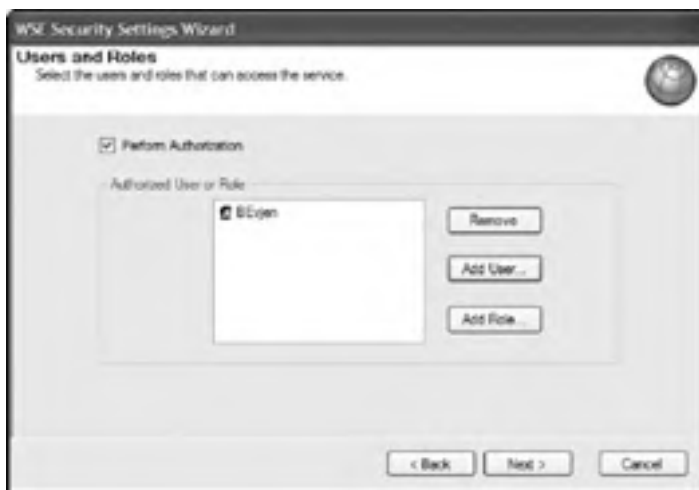 WSE Security Settings Wizard
Users and Roles
Select the users and roles that can access the service.
Perform Authorization
Authorized User or Role
BEvjen
Remove
Add User...
Add Role...
< Back
Next >
Cancel